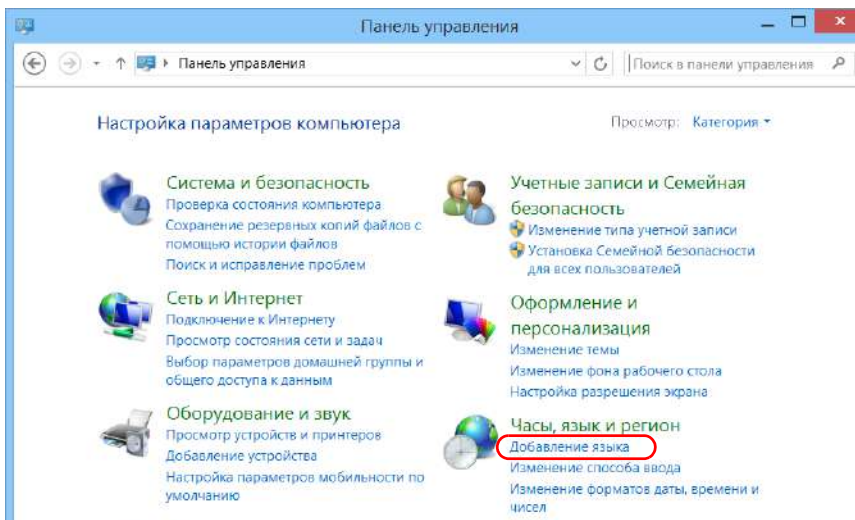 Панель управления
Панель управления
Поиск в панели управления
Настройка параметров компьютера
Просмотр: Категория
Система и безопасность
Проверка состояния компьютера
Сохранение резервных копий файлов с
помощью истории файлов
Поиск и исправление проблем
Сеть и Интернет
Подключение к Интернету
Просмотр состояния сети и задач
Выбор параметров домашней группы и
общего доступа к данным
Оборудование и звук
Просмотр устройств и принтеров
Добавление устройства
Настройка параметров мобильности по
умолчанию
Учетные записи и Семейная
безопасность
Изменение типа учетной записи
Установка Семейной безопасности
для всех пользователей
Оформление и
персонализация
Изменение темы
Изменение фона рабочего стола
Настройка разрешения экрана
Часы, язык и регион
Добавление языка
Изменение способа ввода
Изменение форматов даты, времени и
чисел